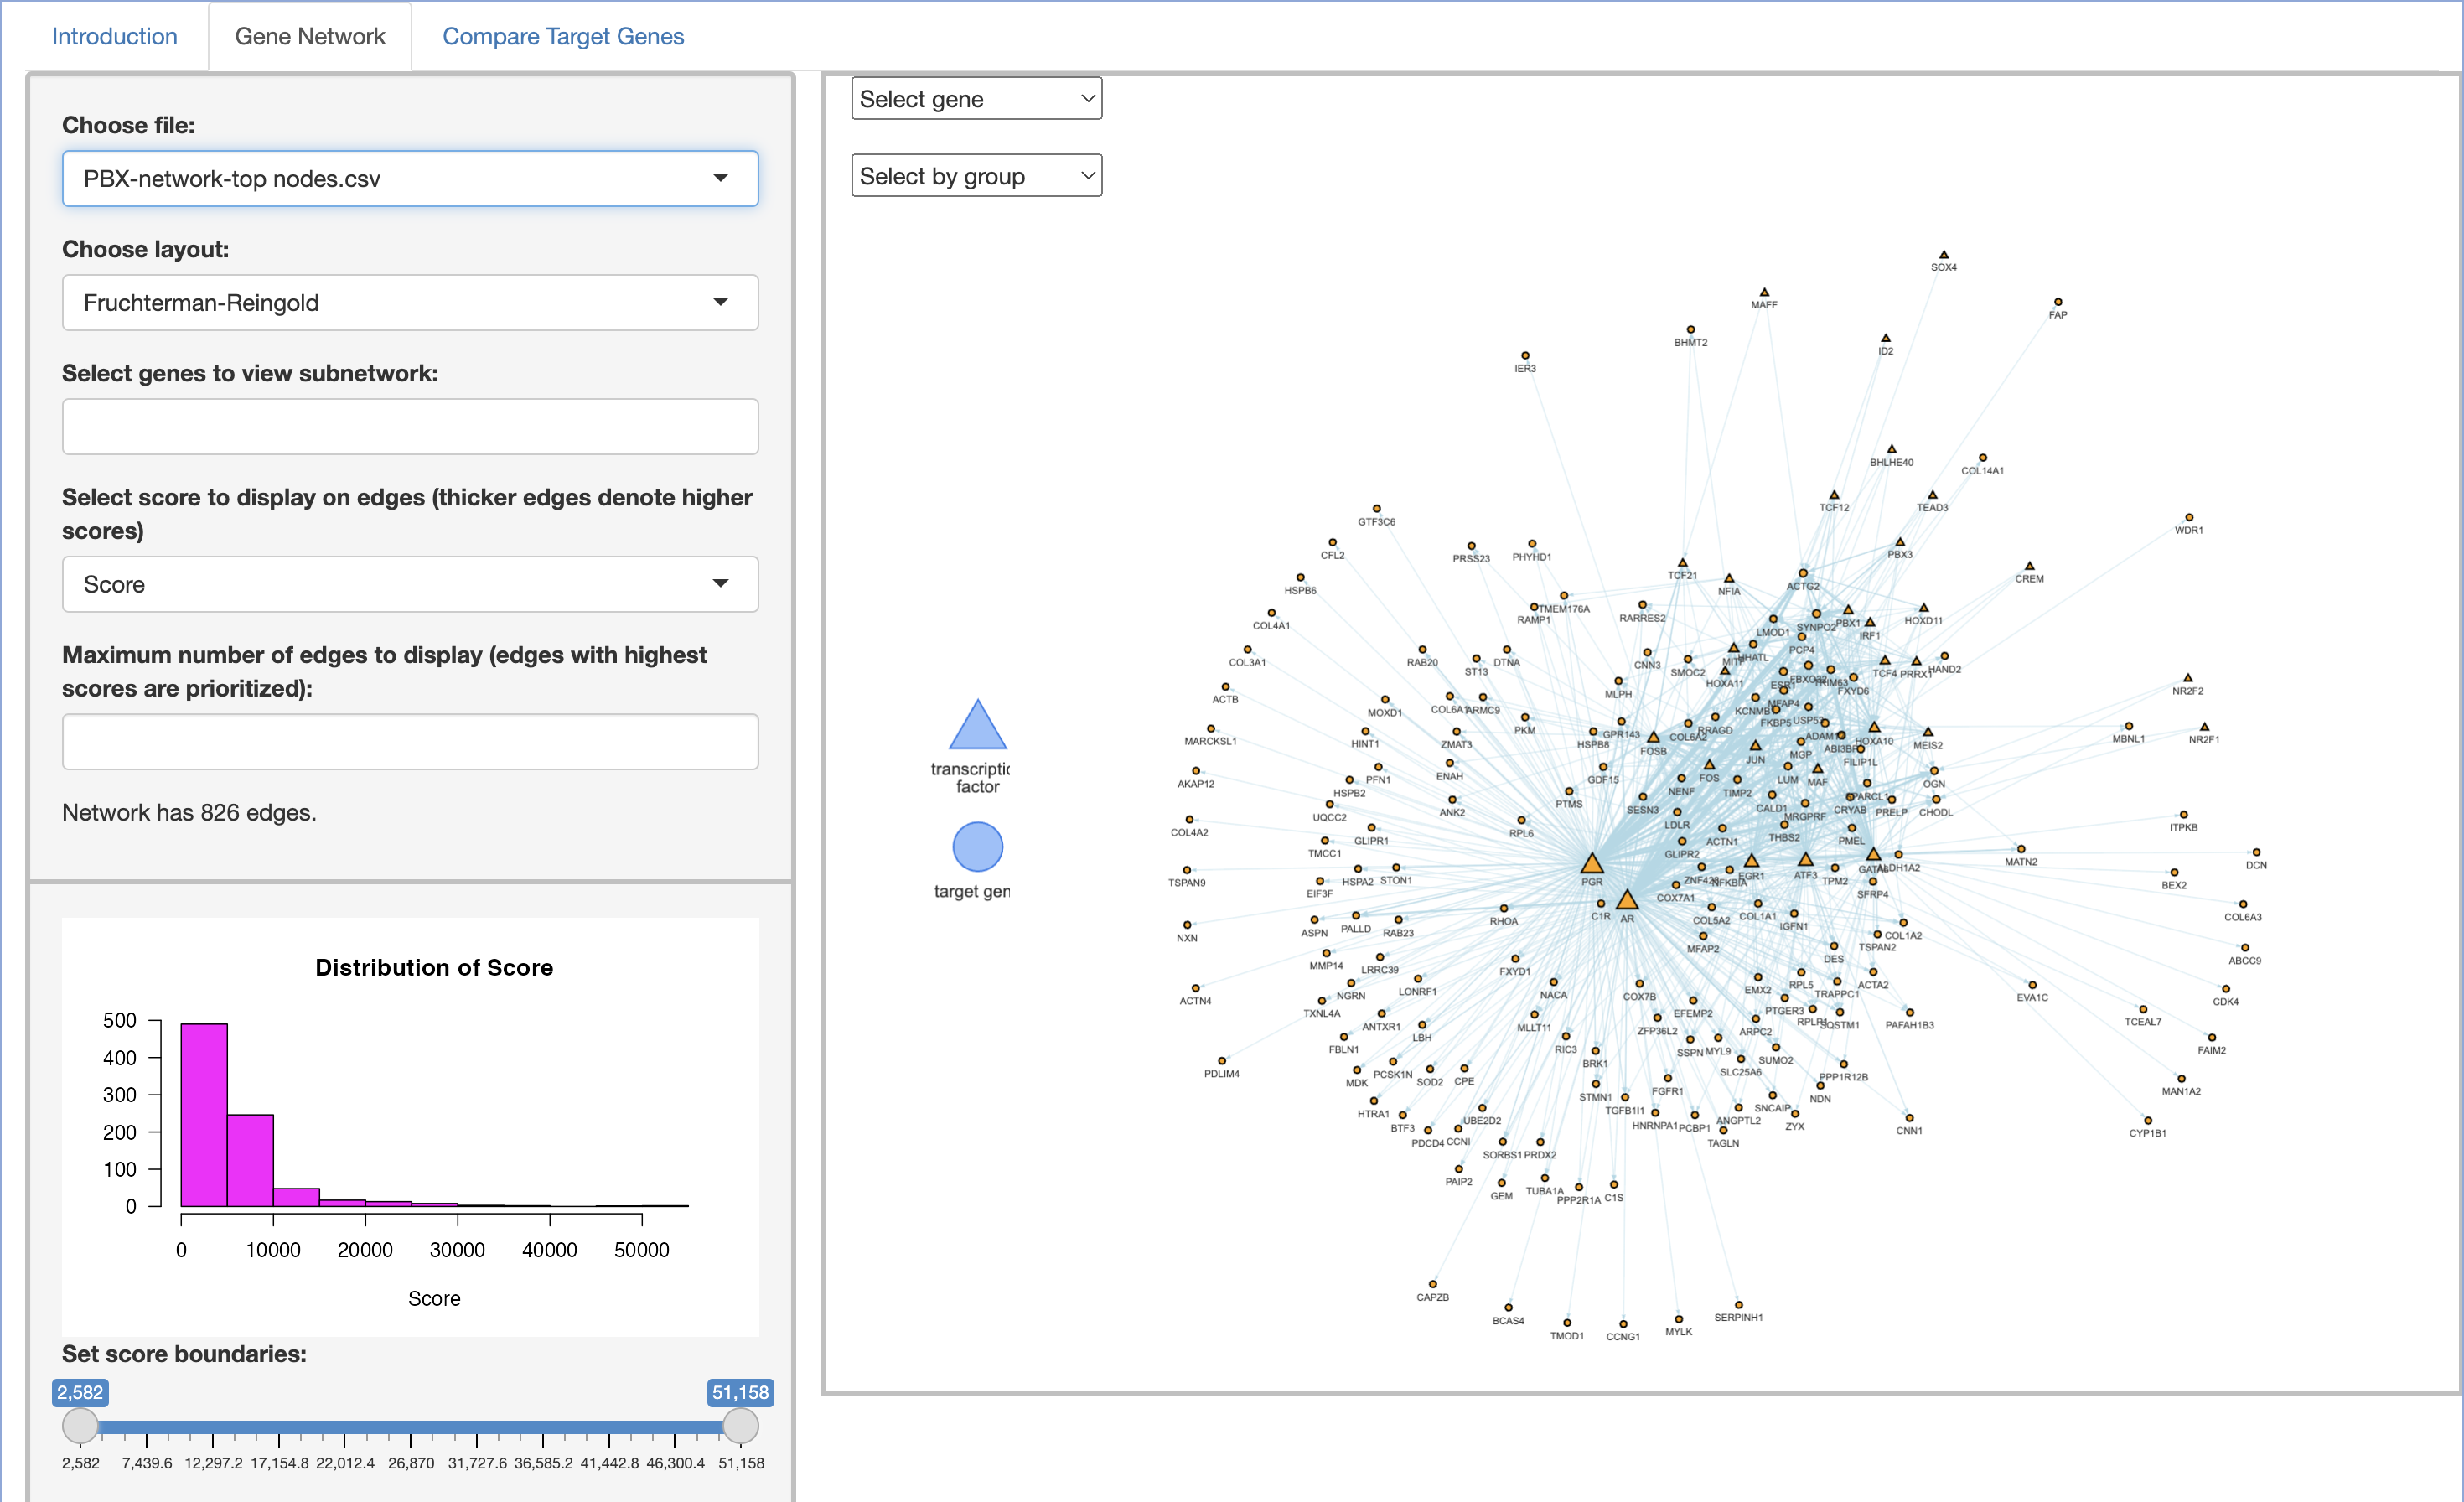 Introduction
Gene Network
Compare Target Genes
Choose file:
PBX-network-top nodes.csv
Choose layout:
Fruchterman-Reingold
Select genes to view subnetwork:
Select score to display on edges (thicker edges denote higher
scores)
Score
Maximum number of edges to display (edges with highest
scores are prioritized):
Network has 826 edges.
Distribution of Score
500
400
300
200
100
0
0 10000 20000 30000 40000 50000
Score
Set score boundaries:
2,582 51,158
2,582 7,439.6 12,297.2 17,154.8 22,012.4 26,870 31,727.6 36,585.2 41,442.8 46,300.4 51,158
Select gene
Select by group
transcriptic
factor
target gen
SOX4
MAFF
FAP
BHMT2
ID2
IER3
BHLHE40
COL14A1
TCF12
TEAD3
GTF3C6
WDR1
CFL2
PRSS23
PHYHD1
PBX3
TCF21
CREM
HSPB6
NFIA
ACTG2
TMEM176A
RAMP1
RARRES2
HOXD11
COL4A1
LMOD1
SYNPO2
PBX1
IRF1
COL3A1
RAB20
ST13
DTNA
CNN3
SMOC2
HHATL
PCP4
TCF4
PRRX1
HAND2
ACTB
MLPH
HOXA11
ESR1
TRIM63
FXYD6
NR2F2
MOXD1
COL6A1
ARMC9
KCNMB1
MFAP4
MARCKSL1
HINT1
ZMAT3
PKM
HSPB8
GPR143
FOSB
COL6A2
RRAGD
FKBP5
USP53
HOXA10
MEIS2
MBNL1
NR2F1
AKAP12
HSPB2
PFN1
ENAH
GDF15
JUN
MGP
ABI3BP
FILIP1L
UQCC2
ANK2
PTMS
NENF
FOS
TIMP2
LUM
MAF
OGN
COL4A2
GLIPR1
RPL6
SESN3
LDLR
CALD1
MRGPRF
CRYAB
PRELP
CHODL
ITPKB
TMCC1
GLIPR2
ACTN1
THBS2
PMEL
MATN2
DCN
TSPAN9
EIF3F
HSPA2
STON1
PGR
NFKBIA
EGR1
ATF3
TPM2
ALDH1A2
BEX2
COX7A1
SFRP4
NXN
ASPN
PALLD
RAB23
RHOA
C1R
AR
COL5A2
COL1A1
IGFN1
COL1A2
COL6A3
MFAP2
TSPAN2
DES
ABCC9
MMP14
LRRC39
FXYD1
ACTN4
NGRN
LONRF1
NACA
COX7B
EMX2
RPL5
TRAPPC1
ACTA2
EVA1C
CDK4
TXNL4A
ANTXR1
MLLT11
EFEMP2
PTGER3
SQSTM1
PAFAH1B3
TCEAL7
FBLN1
LBH
RIC3
ZFP36L2
ARPC2
FAIM2
PDLIM4
MDK
PCSK1N
SOD2
CPE
BRK1
SSPN
MYL9
SUMO2
SLC25A6
PPP1R12B
MAN1A2
HTRA1
STMN1
FGFR1
NDN
BTF3
UBE2D2
TGFB1I1
SNCAIP
PDCD4
CCNI
HNRNPA1
PCBP1
ANGPTL2
ZYX
CNN1
CYP1B1
SORBS1
PRDX2
TAGLN
PAIP2
GEM
TUBA1A
PPP2R1A
C1S
CAPZB
BCAS4
TMOD1
CCNG1
MYLK
SERPINH1